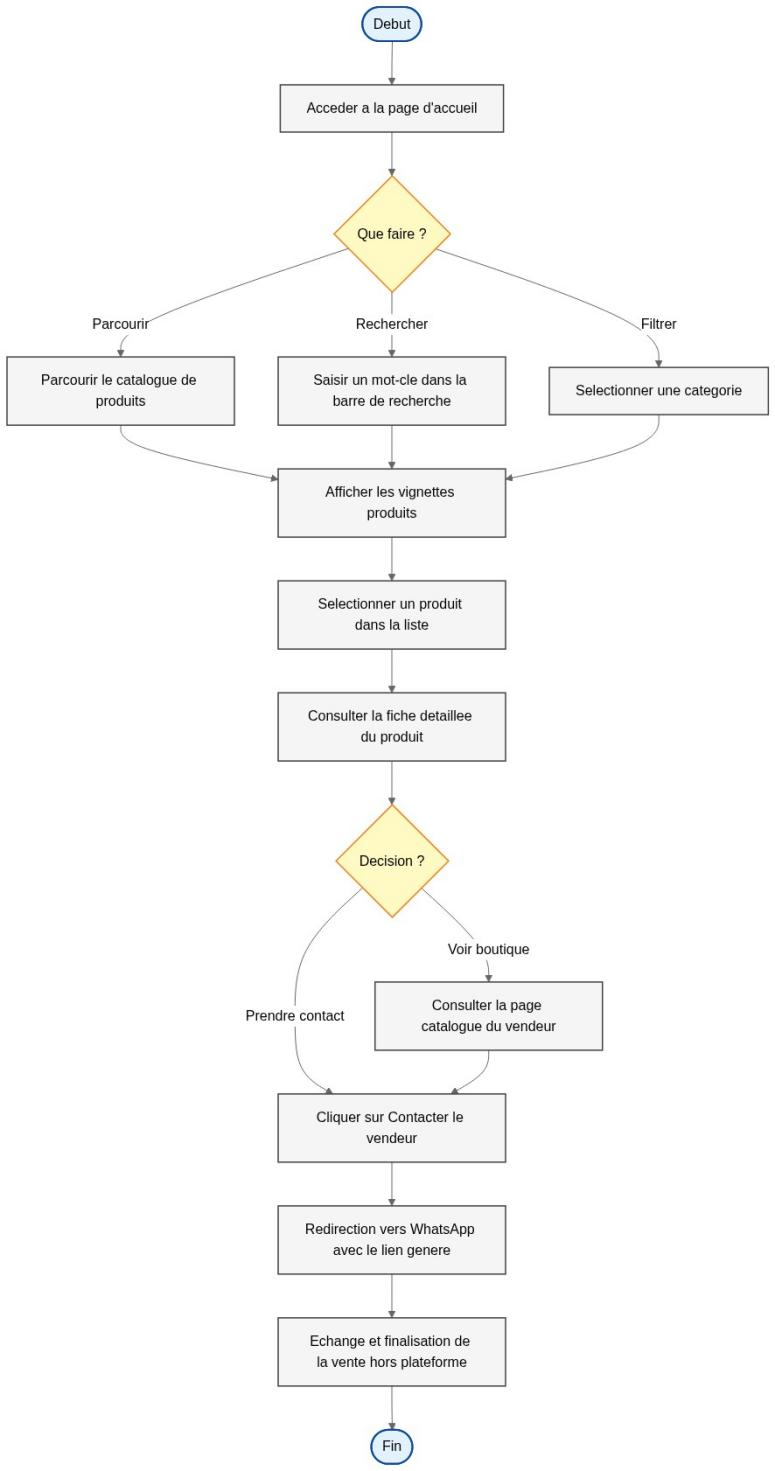 Debut
Acceder a la page d'accueil
Que faire ?
Parcourir
Rechercher
Filtrer
Parcourir le catalogue de
produits
Saisir un mot-cle dans la
barre de recherche
Selectionner une categorie
Afficher les vignettes
produits
Selectionner un produit
dans la liste
Consulter la fiche detaillee
du produit
Decision ?
Voir boutique
Prendre contact
Consulter la page
catalogue du vendeur
Cliquer sur Contacter le
vendeur
Redirection vers WhatsApp
avec le lien genere
Echange et finalisation de
la vente hors plateforme
Fin